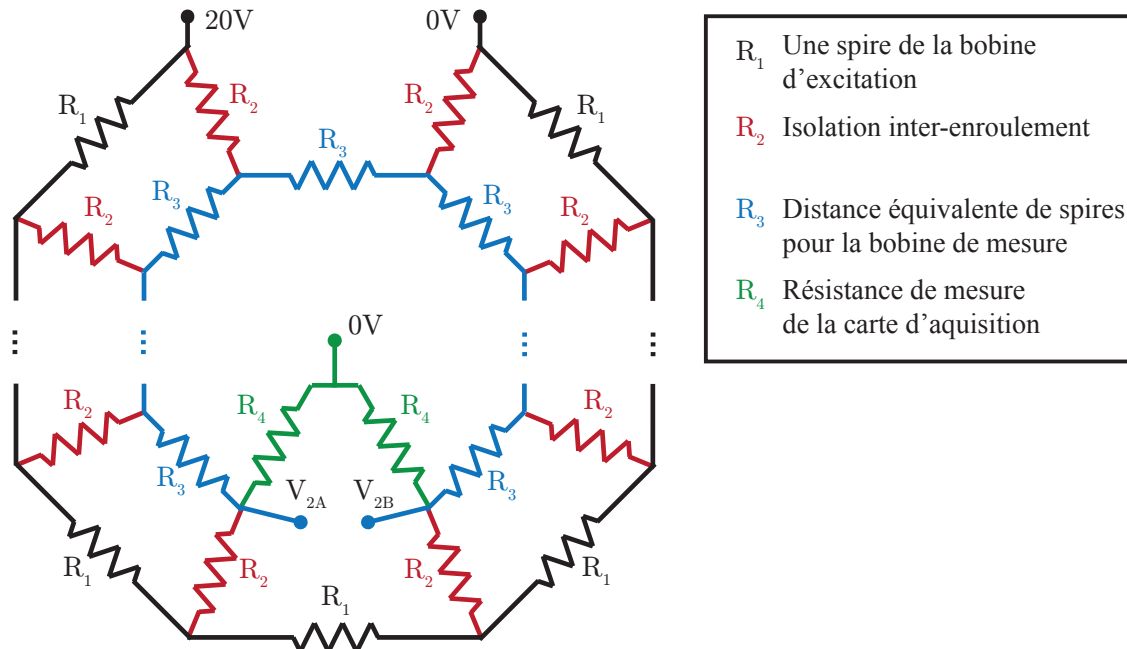 20V
0V
R1
R2
R2
R1
R3
R2
R3
R3
R2
0V
R2
R4
R4
R2
R3
V2A
V2B
R3
R1
R2
R2
R1
R1
R1 Une spire de la bobine
d'excitation
R2 Isolation inter-enroulement
R3 Distance équivalente de spires
pour la bobine de mesure
R4 Résistance de mesure
de la carte d'aquisition